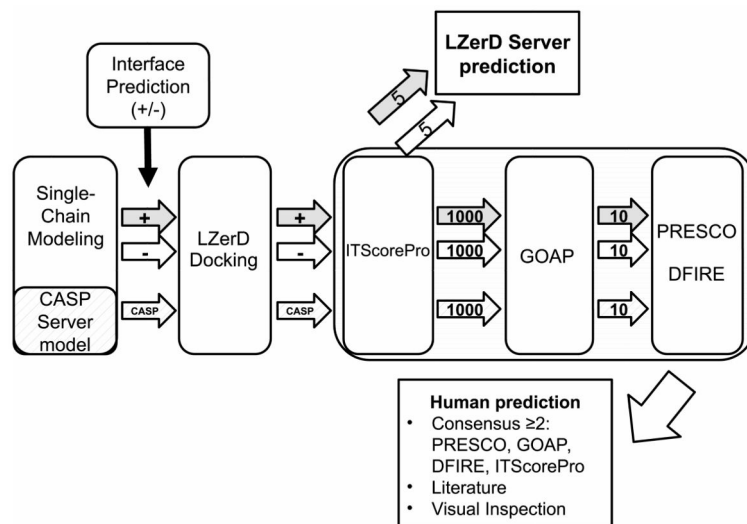 LZerD Server
prediction
Interface
Prediction
(+/-)
5
5
Single-
Chain
Modeling
CASP
Server
model
+
-
CASP
LZerD
Docking
+
-
CASP
ITScorePro
1000
1000
1000
GOAP
10
10
10
PRESCO
DFIRE
Human prediction
• Consensus ≥2:
PRESCO, GOAP,
DFIRE, ITScorePro
• Literature
• Visual Inspection